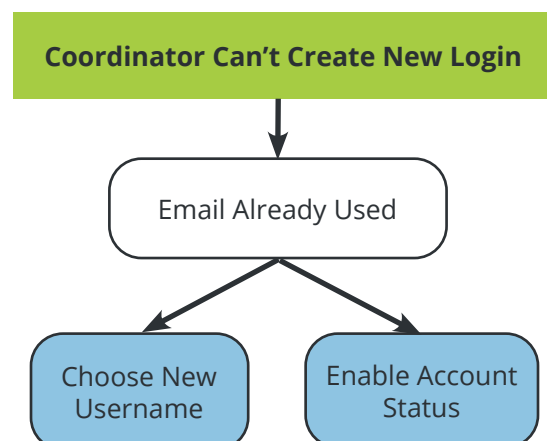 Coordinator Can’t Create New Login
Email Already Used
Choose New
Username
Enable Account
Status